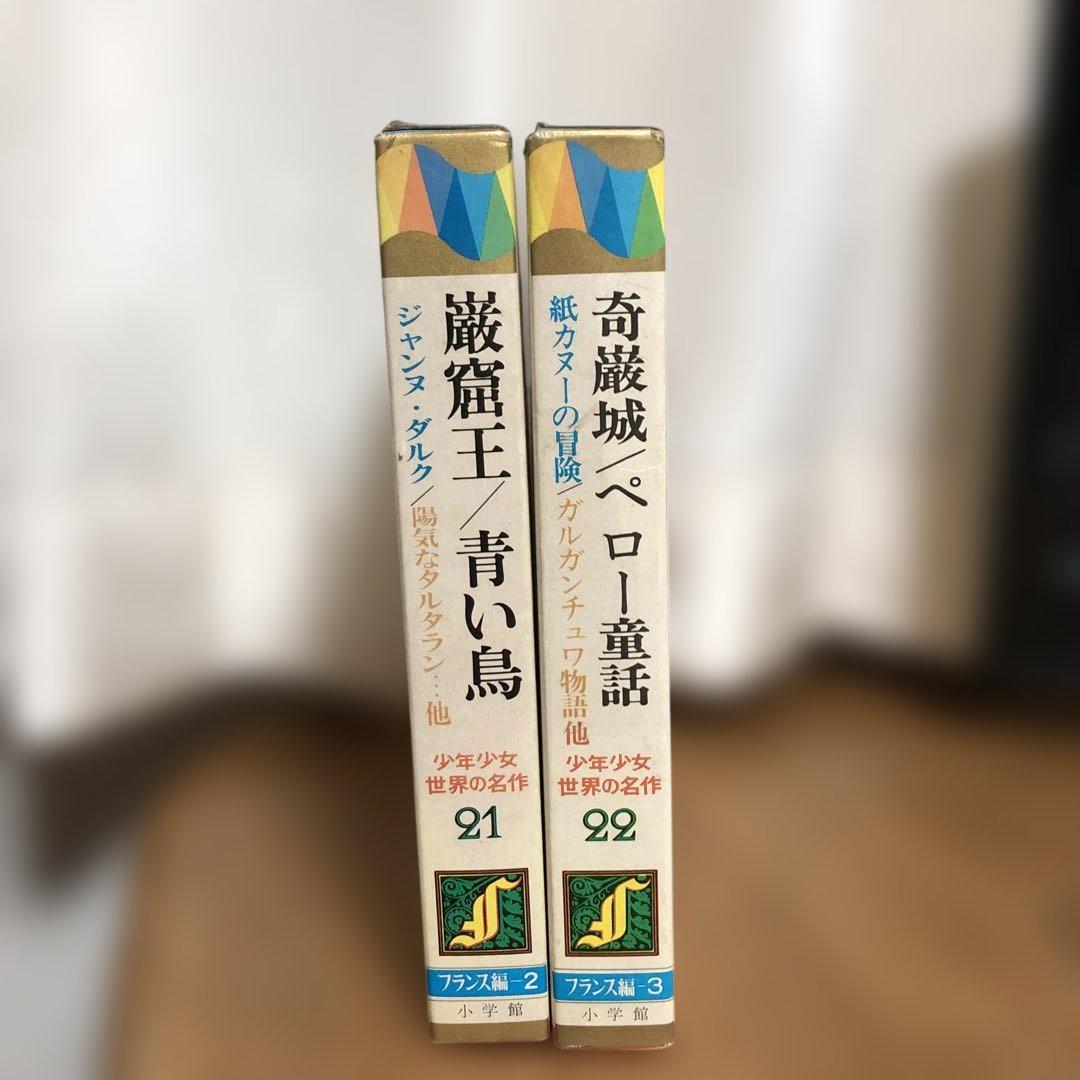 巌窟王/青い鳥
ジャンヌ・ダルク/陽気なタルタラン…他
少年少女
世界の名作
21
f
フランス編-2
小学館
奇巌城/ペロー童話
紙カヌーの冒険/ガルガンチュワ物語他
少年少女
世界の名作
22
f
フランス編-3
小学館